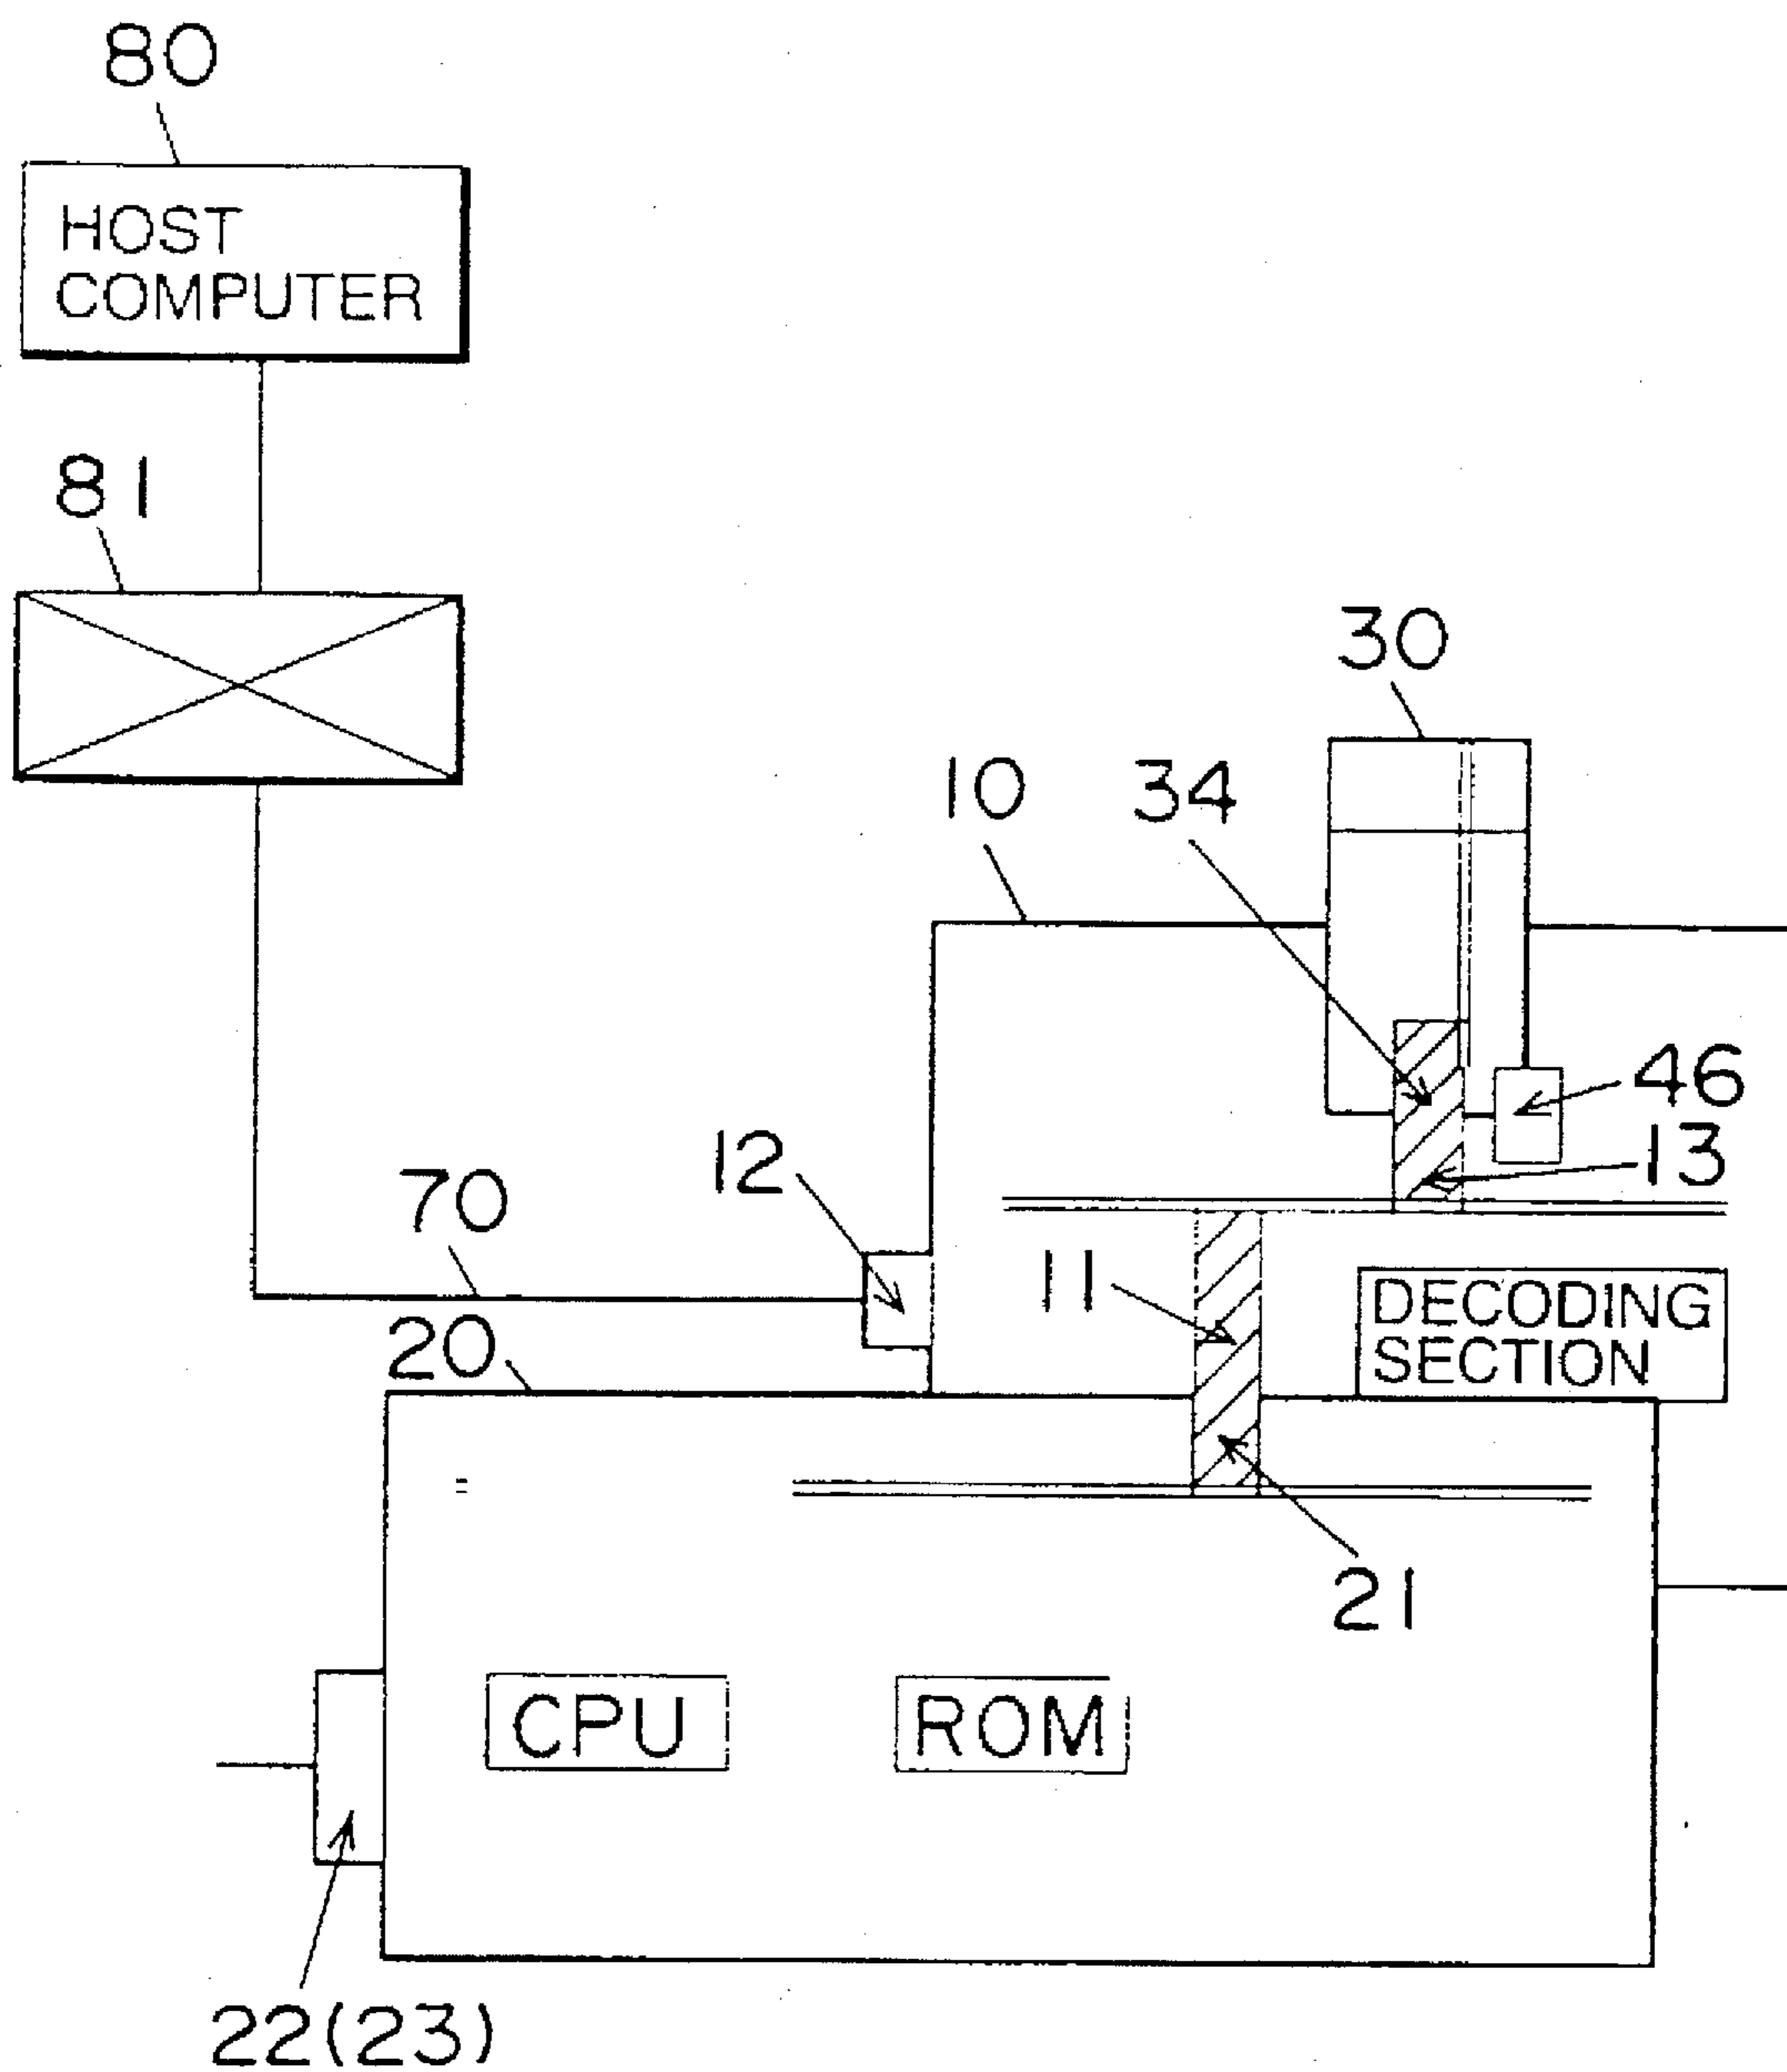 80
HOST
COMPUTER
81
30
10
34
46
12
13
70
11
DECODING
SECTION
20
21
CPU
ROM
22(23)